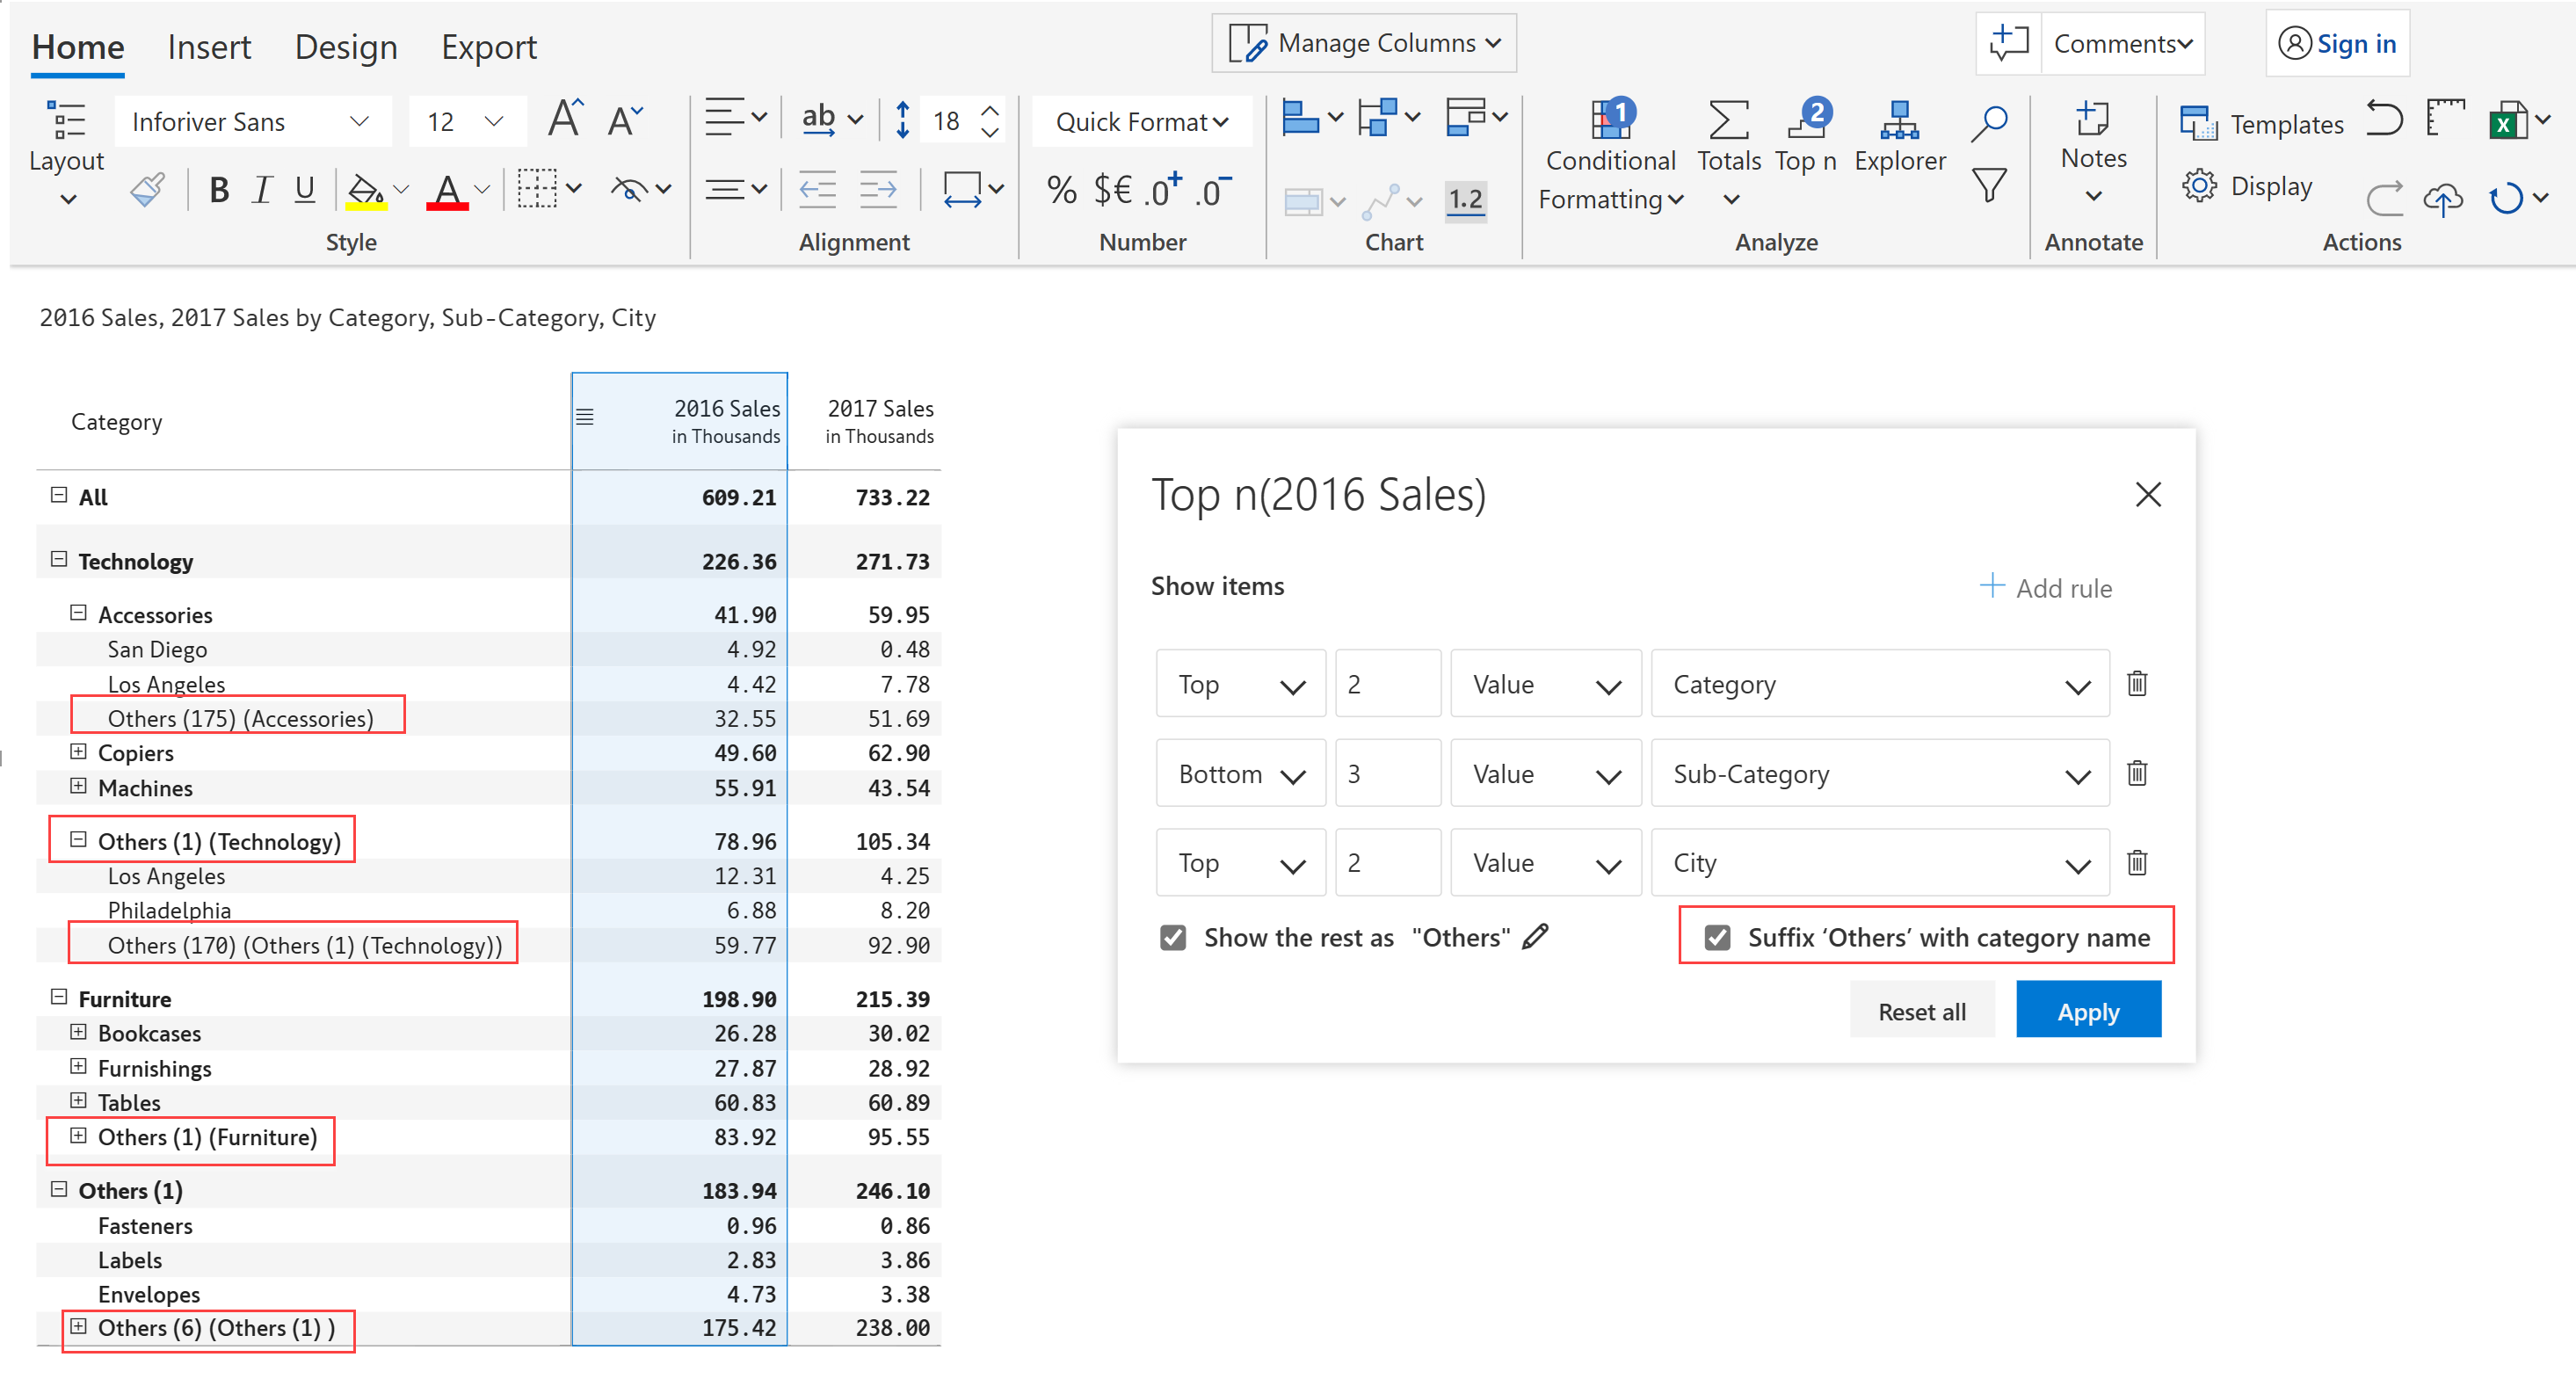 Home Insert Design Export Manage Columns Comments Sign in
Layout Inforiver Sans 12 A A ab 18 Quick Format 1 2 Templates X
Conditional Formatting Totals Top n Explorer Notes
B I U A % $€ .0+ .0- 1.2 Display
Style Alignment Number Chart Analyze Annotate Actions
2016 Sales, 2017 Sales by Category, Sub-Category, City
Category 2016 Sales in Thousands 2017 Sales in Thousands
All 609.21 733.22
Technology 226.36 271.73
Accessories 41.90 59.95
San Diego 4.92 0.48
Los Angeles 4.42 7.78
Others (175) (Accessories) 32.55 51.69
Copiers 49.60 62.90
Machines 55.91 43.54
Others (1) (Technology) 78.96 105.34
Los Angeles 12.31 4.25
Philadelphia 6.88 8.20
Others (170) (Others (1) (Technology)) 59.77 92.90
Furniture 198.90 215.39
Bookcases 26.28 30.02
Furnishings 27.87 28.92
Tables 60.83 60.89
Others (1) (Furniture) 83.92 95.55
Others (1) 183.94 246.10
Fasteners 0.96 0.86
Labels 2.83 3.86
Envelopes 4.73 3.38
Others (6) (Others (1) ) 175.42 238.00
Top n(2016 Sales)
Show items Add rule
Top 2 Value Category
Bottom 3 Value Sub-Category
Top 2 Value City
Show the rest as "Others" Suffix ‘Others’ with category name
Reset all Apply